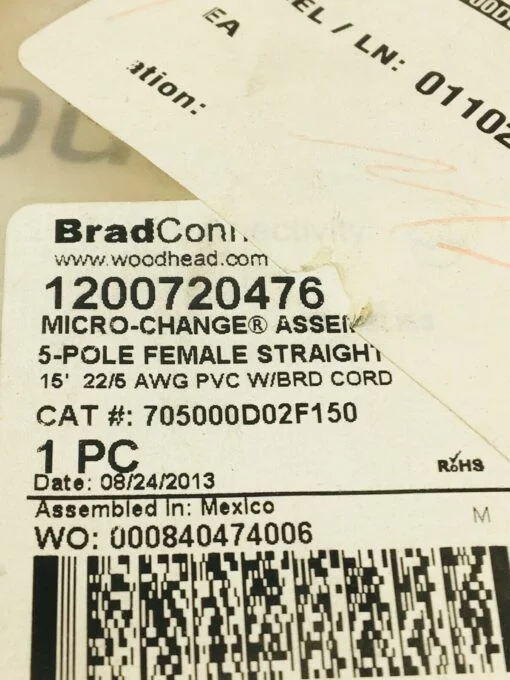 EL / LN: 01102
EA
ation:
BradConn
www.woodhead.com
1200720476
MICRO-CHANGE® ASSEM
5-POLE FEMALE STRAIGHT
15' 22/5 AWG PVC W/BRD CORD
CAT #: 705000D02F150
1 PC
RoHS
Date: 08/24/2013
Assembled In: Mexico
M
WO: 000840474006